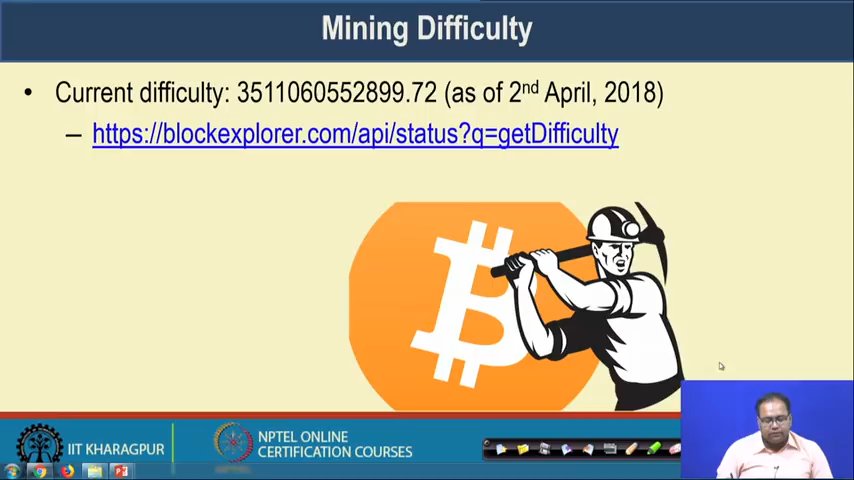 Mining Difficulty
• Current difficulty: 3511060552899.72 (as of 2nd April, 2018)
– https://blockexplorer.com/api/status?q=getDifficulty
IIT KHARAGPUR
NPTEL ONLINE
CERTIFICATION COURSES